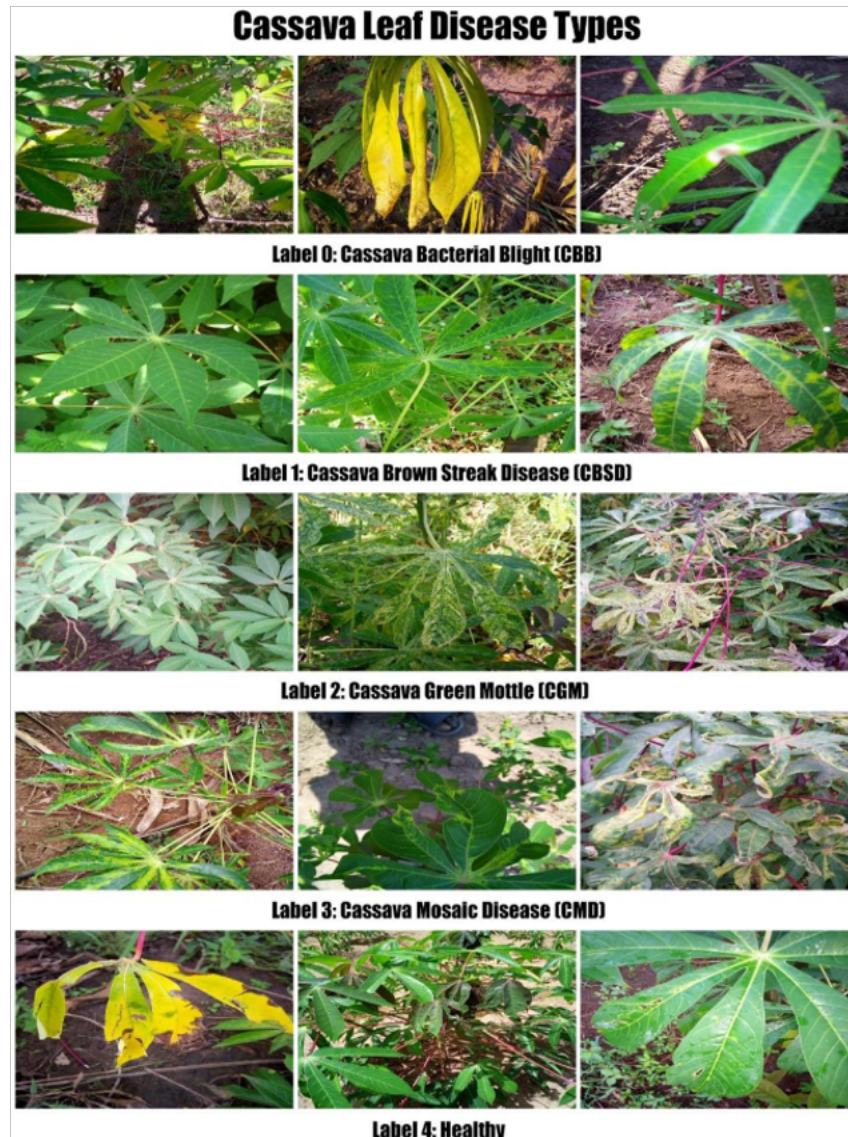 Cassava Leaf Disease Types
Label 0: Cassava Bacterial Blight (CBB)
Label 1: Cassava Brown Streak Disease (CBSD)
Label 2: Cassava Green Mottle (CGM)
Label 3: Cassava Mosaic Disease (CMD)
Label 4: Healthy